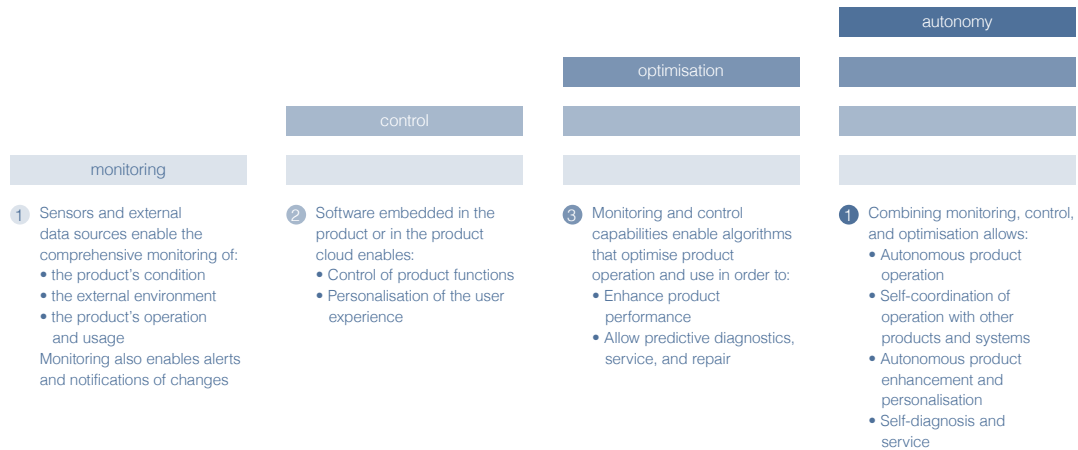 autonomy
optimisation
control
monitoring
1 Sensors and external
data sources enable the
comprehensive monitoring of:
• the product's condition
• the external environment
• the product's operation
and usage
Monitoring also enables alerts
and notifications of changes
2 Software embedded in the
product or in the product
cloud enables:
• Control of product functions
• Personalisation of the user
experience
3 Monitoring and control
capabilities enable algorithms
that optimise product
operation and use in order to:
• Enhance product
performance
• Allow predictive diagnostics,
service, and repair
1 Combining monitoring, control,
and optimisation allows:
• Autonomous product
operation
• Self-coordination of
operation with other
products and systems
• Autonomous product
enhancement and
personalisation
• Self-diagnosis and
service